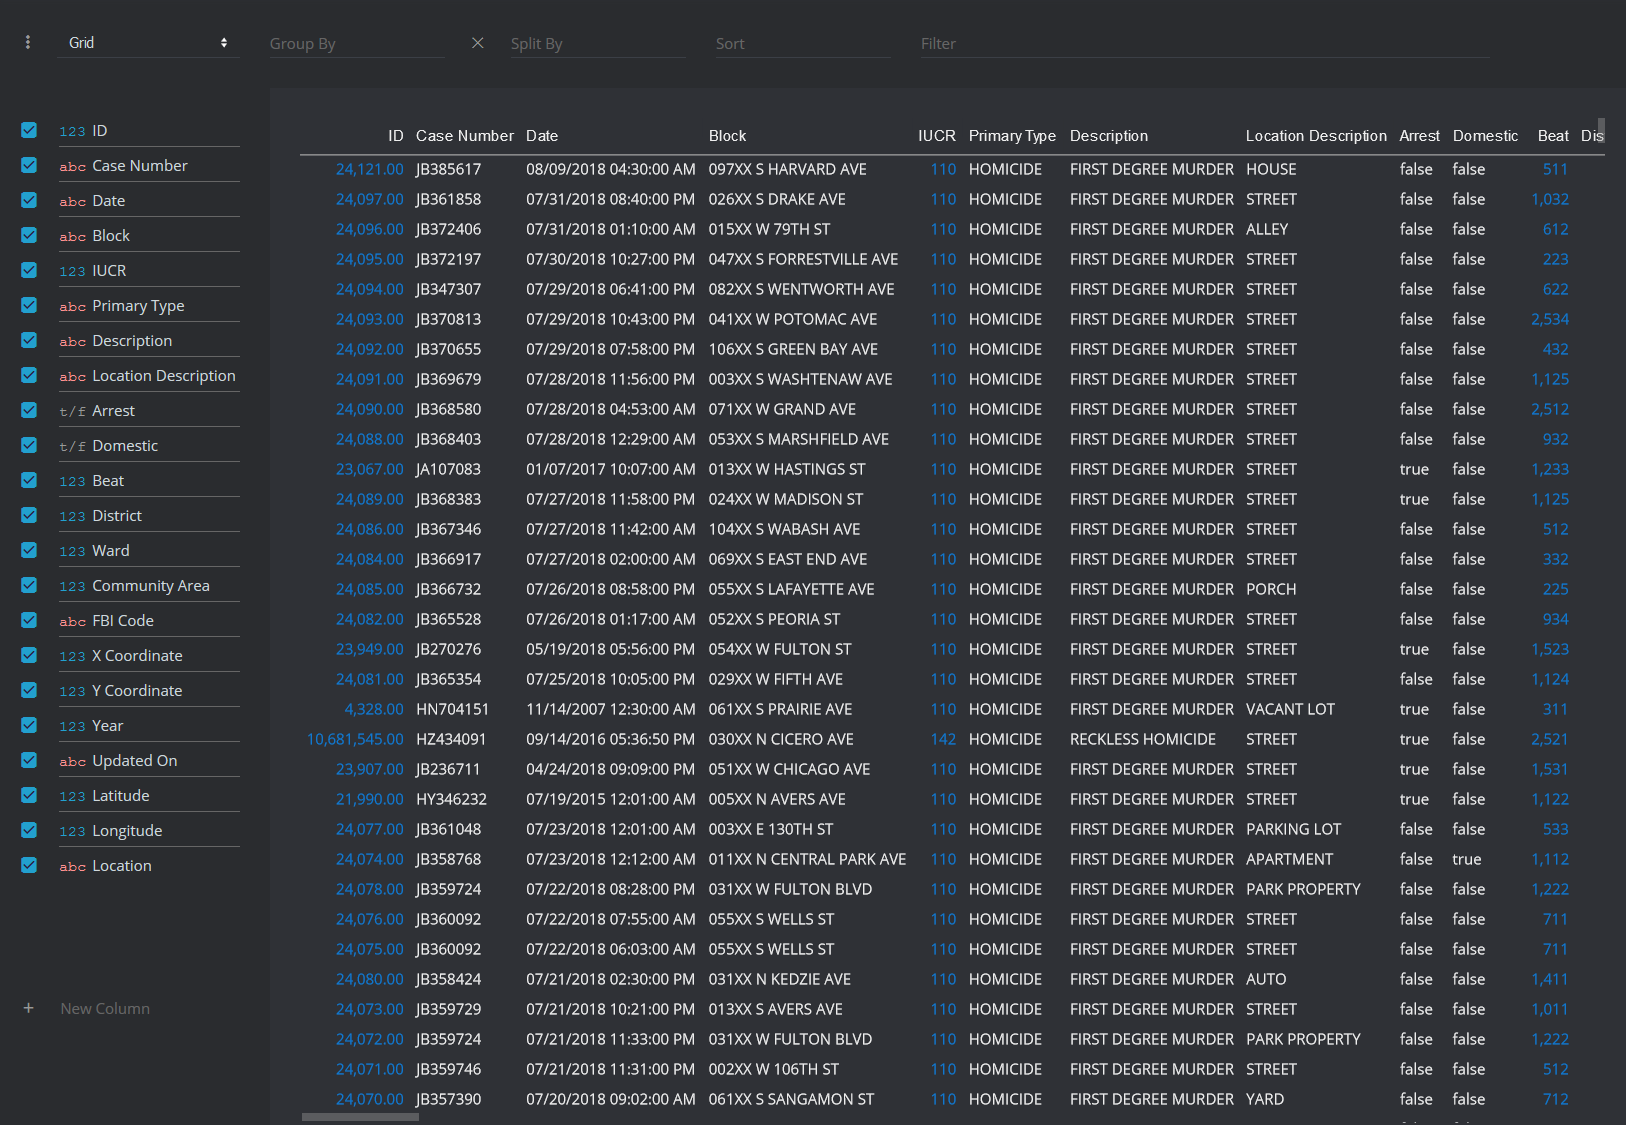 Grid Group By Split By Sort Filter
123 ID
abc Case Number
abc Date
abc Block
123 IUCR
abc Primary Type
abc Description
abc Location Description
t/f Arrest
t/f Domestic
123 Beat
123 District
123 Ward
123 Community Area
abc FBI Code
123 X Coordinate
123 Y Coordinate
123 Year
abc Updated On
123 Latitude
123 Longitude
abc Location
+ New Column
ID Case Number Date Block IUCR Primary Type Description Location Description Arrest Domestic Beat Dis
24,121.00 JB385617 08/09/2018 04:30:00 AM 097XX S HARVARD AVE 110 HOMICIDE FIRST DEGREE MURDER HOUSE false false 511
24,097.00 JB361858 07/31/2018 08:40:00 PM 026XX S DRAKE AVE 110 HOMICIDE FIRST DEGREE MURDER STREET false false 1,032
24,096.00 JB372406 07/31/2018 01:10:00 AM 015XX W 79TH ST 110 HOMICIDE FIRST DEGREE MURDER ALLEY false false 612
24,095.00 JB372197 07/30/2018 10:27:00 PM 047XX S FORRESTVILLE AVE 110 HOMICIDE FIRST DEGREE MURDER STREET false false 223
24,094.00 JB347307 07/29/2018 06:41:00 PM 082XX S WENTWORTH AVE 110 HOMICIDE FIRST DEGREE MURDER STREET false false 622
24,093.00 JB370813 07/29/2018 10:43:00 PM 041XX W POTOMAC AVE 110 HOMICIDE FIRST DEGREE MURDER STREET false false 2,534
24,092.00 JB370655 07/29/2018 07:58:00 PM 106XX S GREEN BAY AVE 110 HOMICIDE FIRST DEGREE MURDER STREET false false 432
24,091.00 JB369679 07/28/2018 11:56:00 PM 003XX S WASHTENAW AVE 110 HOMICIDE FIRST DEGREE MURDER STREET false false 1,125
24,090.00 JB368580 07/28/2018 04:53:00 AM 071XX W GRAND AVE 110 HOMICIDE FIRST DEGREE MURDER STREET false false 2,512
24,088.00 JB368403 07/28/2018 12:29:00 AM 053XX S MARSHFIELD AVE 110 HOMICIDE FIRST DEGREE MURDER STREET false false 932
23,067.00 JA107083 01/07/2017 10:07:00 AM 013XX W HASTINGS ST 110 HOMICIDE FIRST DEGREE MURDER STREET true false 1,233
24,089.00 JB368383 07/27/2018 11:58:00 PM 024XX W MADISON ST 110 HOMICIDE FIRST DEGREE MURDER STREET true false 1,125
24,086.00 JB367346 07/27/2018 11:42:00 AM 104XX S WABASH AVE 110 HOMICIDE FIRST DEGREE MURDER STREET false false 512
24,084.00 JB366917 07/27/2018 02:00:00 AM 069XX S EAST END AVE 110 HOMICIDE FIRST DEGREE MURDER STREET false false 332
24,085.00 JB366732 07/26/2018 08:58:00 PM 055XX S LAFAYETTE AVE 110 HOMICIDE FIRST DEGREE MURDER PORCH false false 225
24,082.00 JB365528 07/26/2018 01:17:00 AM 052XX S PEORIA ST 110 HOMICIDE FIRST DEGREE MURDER STREET false false 934
23,949.00 JB270276 05/19/2018 05:56:00 PM 054XX W FULTON ST 110 HOMICIDE FIRST DEGREE MURDER STREET true false 1,523
24,081.00 JB365354 07/25/2018 10:05:00 PM 029XX W FIFTH AVE 110 HOMICIDE FIRST DEGREE MURDER STREET false false 1,124
4,328.00 HN704151 11/14/2007 12:30:00 AM 061XX S PRAIRIE AVE 110 HOMICIDE FIRST DEGREE MURDER VACANT LOT true false 311
10,681,545.00 HZ434091 09/14/2016 05:36:50 PM 030XX N CICERO AVE 142 HOMICIDE RECKLESS HOMICIDE STREET true false 2,521
23,907.00 JB236711 04/24/2018 09:09:00 PM 051XX W CHICAGO AVE 110 HOMICIDE FIRST DEGREE MURDER STREET true false 1,531
21,990.00 HY346232 07/19/2015 12:01:00 AM 005XX N AVERS AVE 110 HOMICIDE FIRST DEGREE MURDER STREET true false 1,122
24,077.00 JB361048 07/23/2018 12:01:00 AM 003XX E 130TH ST 110 HOMICIDE FIRST DEGREE MURDER PARKING LOT false false 533
24,074.00 JB358768 07/23/2018 12:12:00 AM 011XX N CENTRAL PARK AVE 110 HOMICIDE FIRST DEGREE MURDER APARTMENT false true 1,112
24,078.00 JB359724 07/22/2018 08:28:00 PM 031XX W FULTON BLVD 110 HOMICIDE FIRST DEGREE MURDER PARK PROPERTY false false 1,222
24,076.00 JB360092 07/22/2018 07:55:00 AM 055XX S WELLS ST 110 HOMICIDE FIRST DEGREE MURDER STREET false false 711
24,075.00 JB360092 07/22/2018 06:03:00 AM 055XX S WELLS ST 110 HOMICIDE FIRST DEGREE MURDER STREET false false 711
24,080.00 JB358424 07/21/2018 02:30:00 PM 031XX N KEDZIE AVE 110 HOMICIDE FIRST DEGREE MURDER AUTO false false 1,411
24,073.00 JB359729 07/21/2018 10:21:00 PM 013XX S AVERS AVE 110 HOMICIDE FIRST DEGREE MURDER STREET false false 1,011
24,072.00 JB359724 07/21/2018 11:33:00 PM 031XX W FULTON BLVD 110 HOMICIDE FIRST DEGREE MURDER PARK PROPERTY false false 1,222
24,071.00 JB359746 07/21/2018 11:31:00 PM 002XX W 106TH ST 110 HOMICIDE FIRST DEGREE MURDER STREET false false 512
24,070.00 JB357390 07/20/2018 09:02:00 AM 061XX S SANGAMON ST 110 HOMICIDE FIRST DEGREE MURDER YARD false false 712